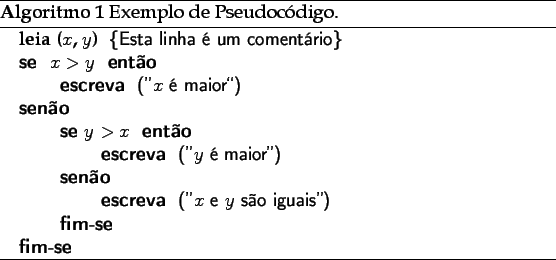 Algoritmo 1 Exemplo de Pseudocódigo.
leia (x, y) {Esta linha é um comentário}
se x > y então
escreva ("x é maior“)
senão
se y > x então
escreva ("y é maior")
senão
escreva ("x e y são iguais")
fim-se
fim-se